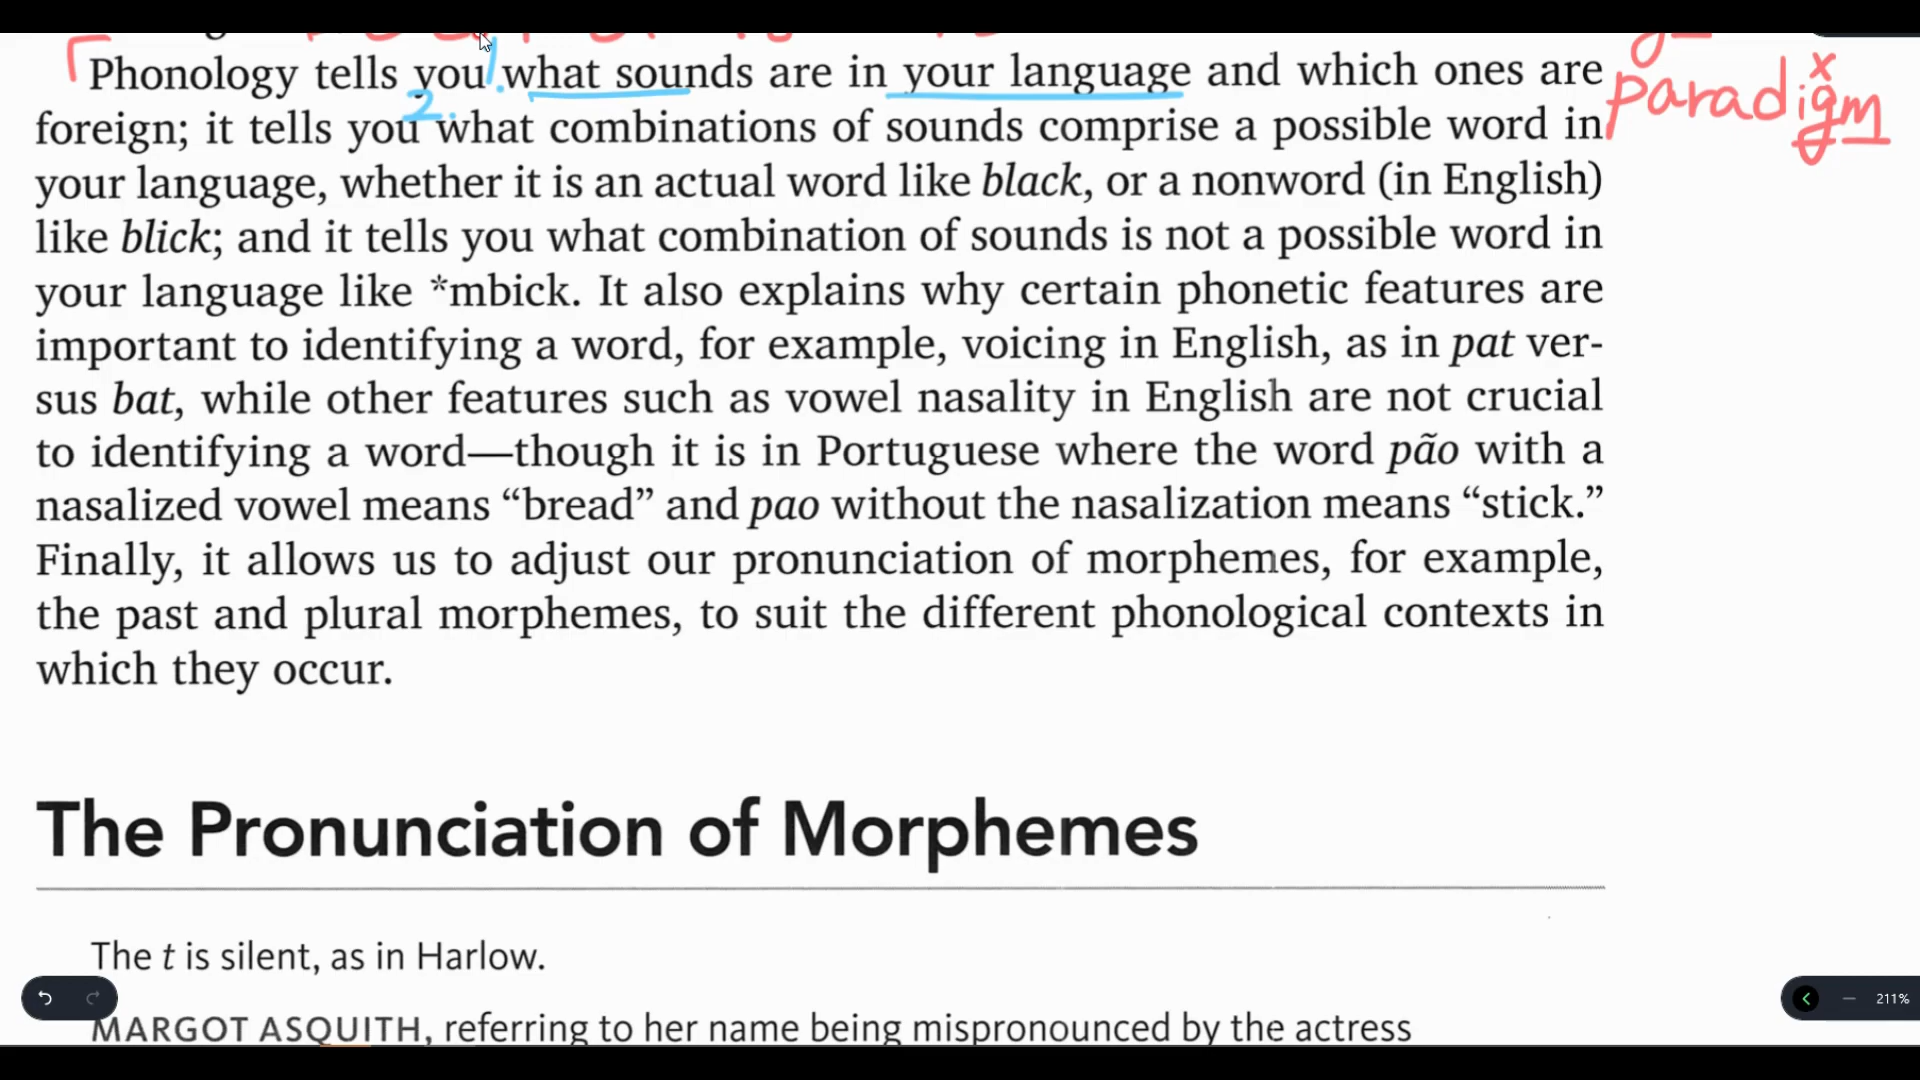 Phonology tells you 1. what sounds are in your language and which ones are
foreign; it tells you 2. what combinations of sounds comprise a possible word in
paradigm
x
your language, whether it is an actual word like black, or a nonword (in English)
like blick; and it tells you what combination of sounds is not a possible word in
your language like *mbick. It also explains why certain phonetic features are
important to identifying a word, for example, voicing in English, as in pat ver-
sus bat, while other features such as vowel nasality in English are not crucial
to identifying a word—though it is in Portuguese where the word pão with a
nasalized vowel means “bread” and pao without the nasalization means “stick.”
Finally, it allows us to adjust our pronunciation of morphemes, for example,
the past and plural morphemes, to suit the different phonological contexts in
which they occur.
The Pronunciation of Morphemes
The t is silent, as in Harlow.
MARGOT ASQUITH, referring to her name being mispronounced by the actress
211%